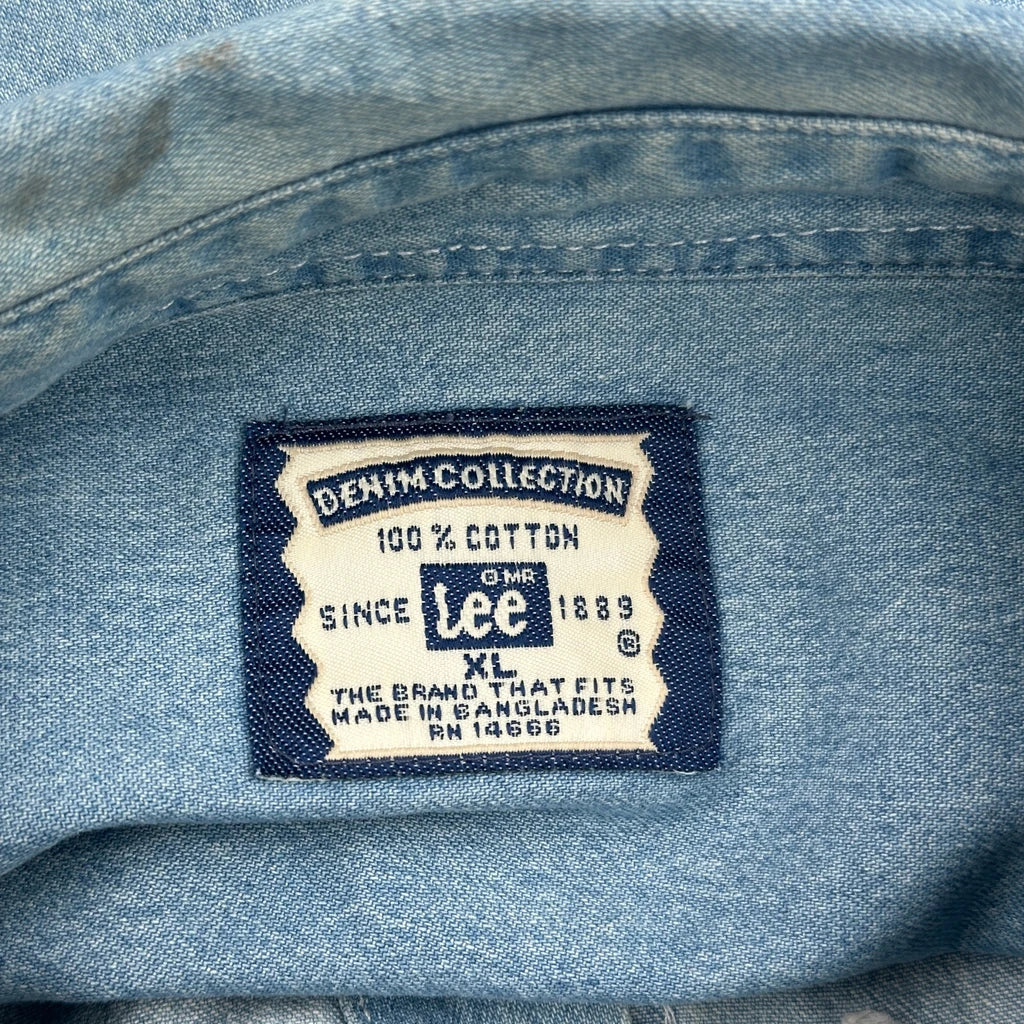 DENIM COLLECTION
100 % COTTON
® MR
SINCE Lee 1889
®
XL
THE BRAND THAT FITS
MADE IN BANGLADESH
RN 14666